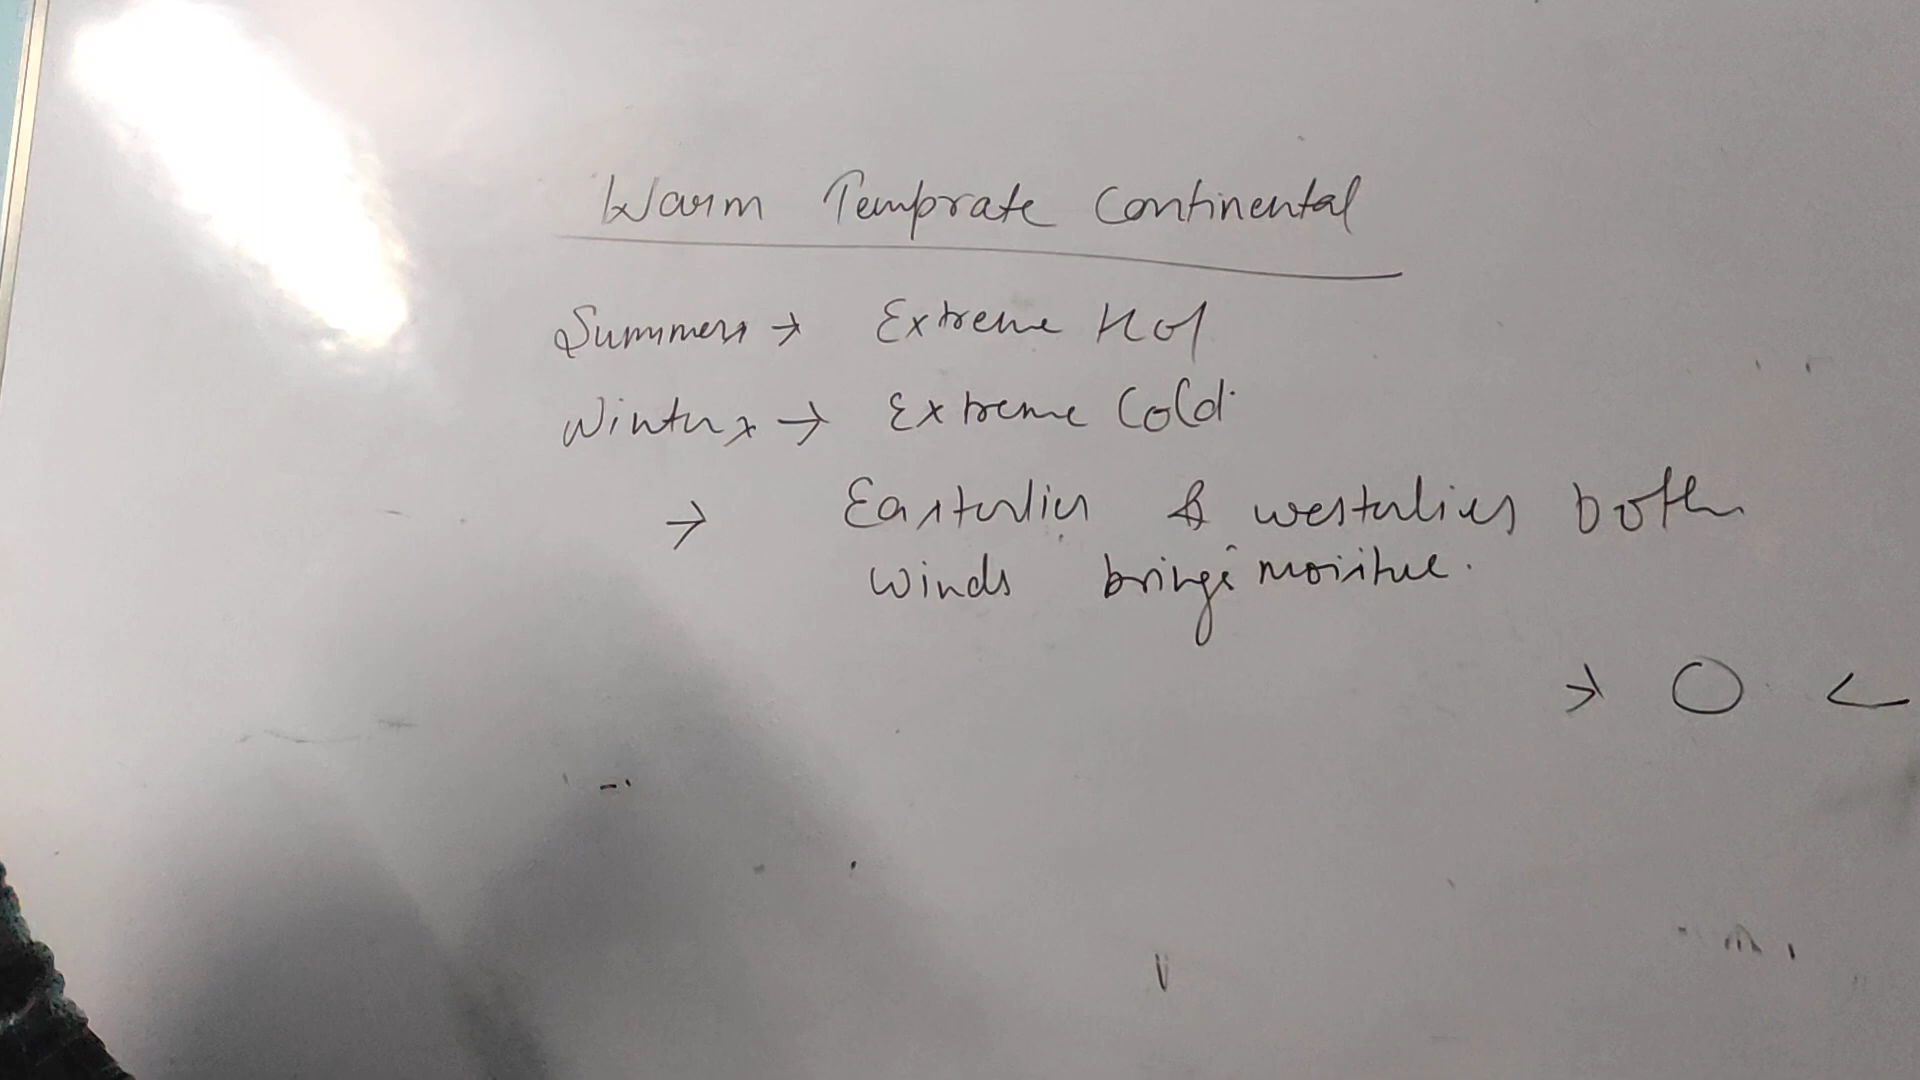 Warm Temprate Continental
Summers → Extreme Hot
Winters → Extreme Cold.
→ Easterlies & westerlies both
winds brings moisture.